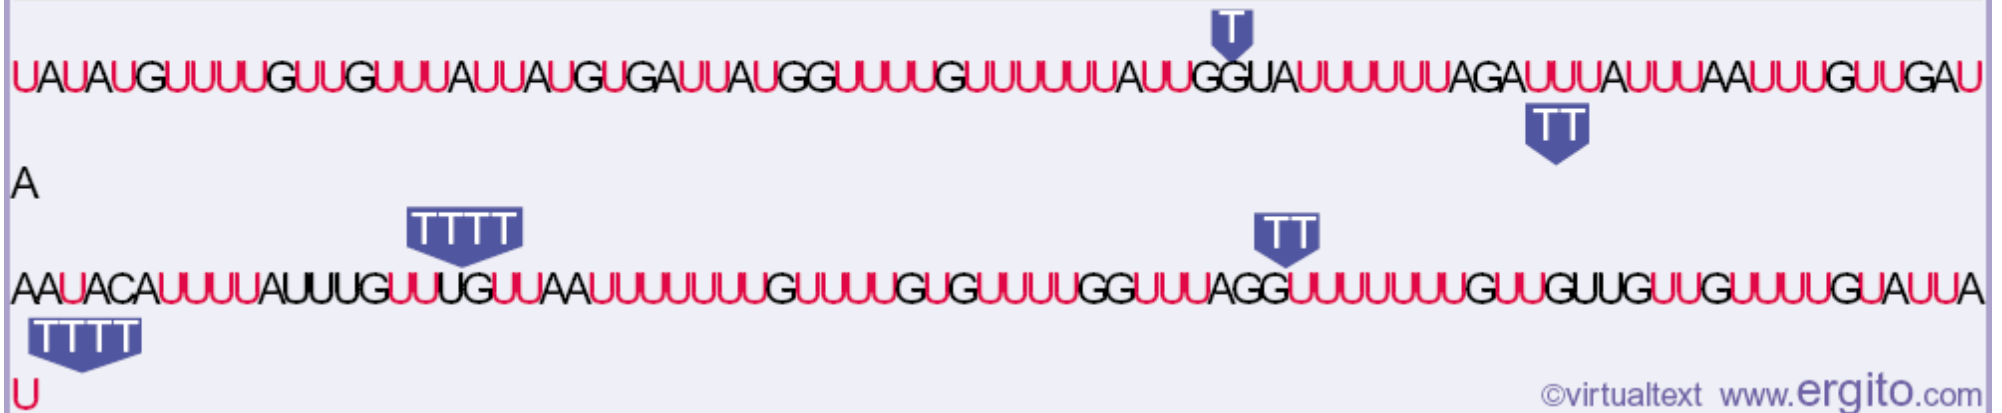 T
UAUAUGUUUUGUUGUUUAUUAUGUGAUUAUGGUUUUGUUUUUUAUUGGUAUUUUUUAGAUUUAUUUAAUUUGUUGAU
TT
A
TTTT TT
AAUACAUUUUAUUUGUUUGUUAAUUUUUUUGUUUUGUGUUUUGGUUUAGGUUUUUUUGUUGUUGUUGUUUUGUAUUA
TTTT
U
©virtualtext www.ergito.com